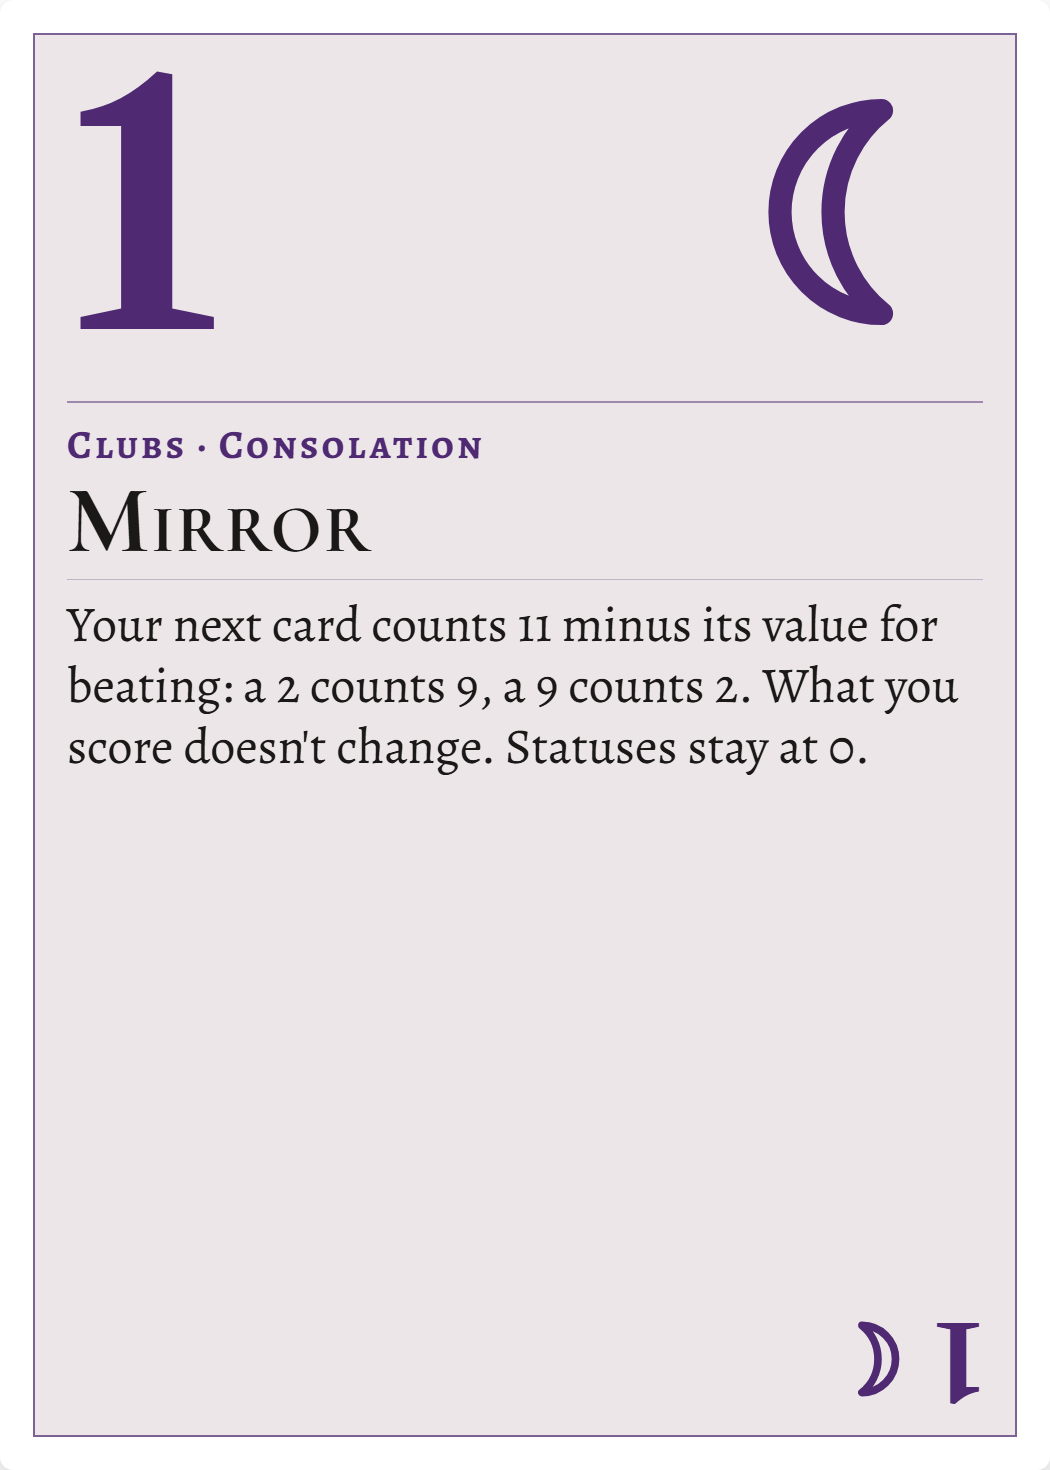 1
Clubs · Consolation
Mirror
Your next card counts 11 minus its value for
beating: a 2 counts 9, a 9 counts 2. What you
score doesn't change. Statuses stay at 0.
1